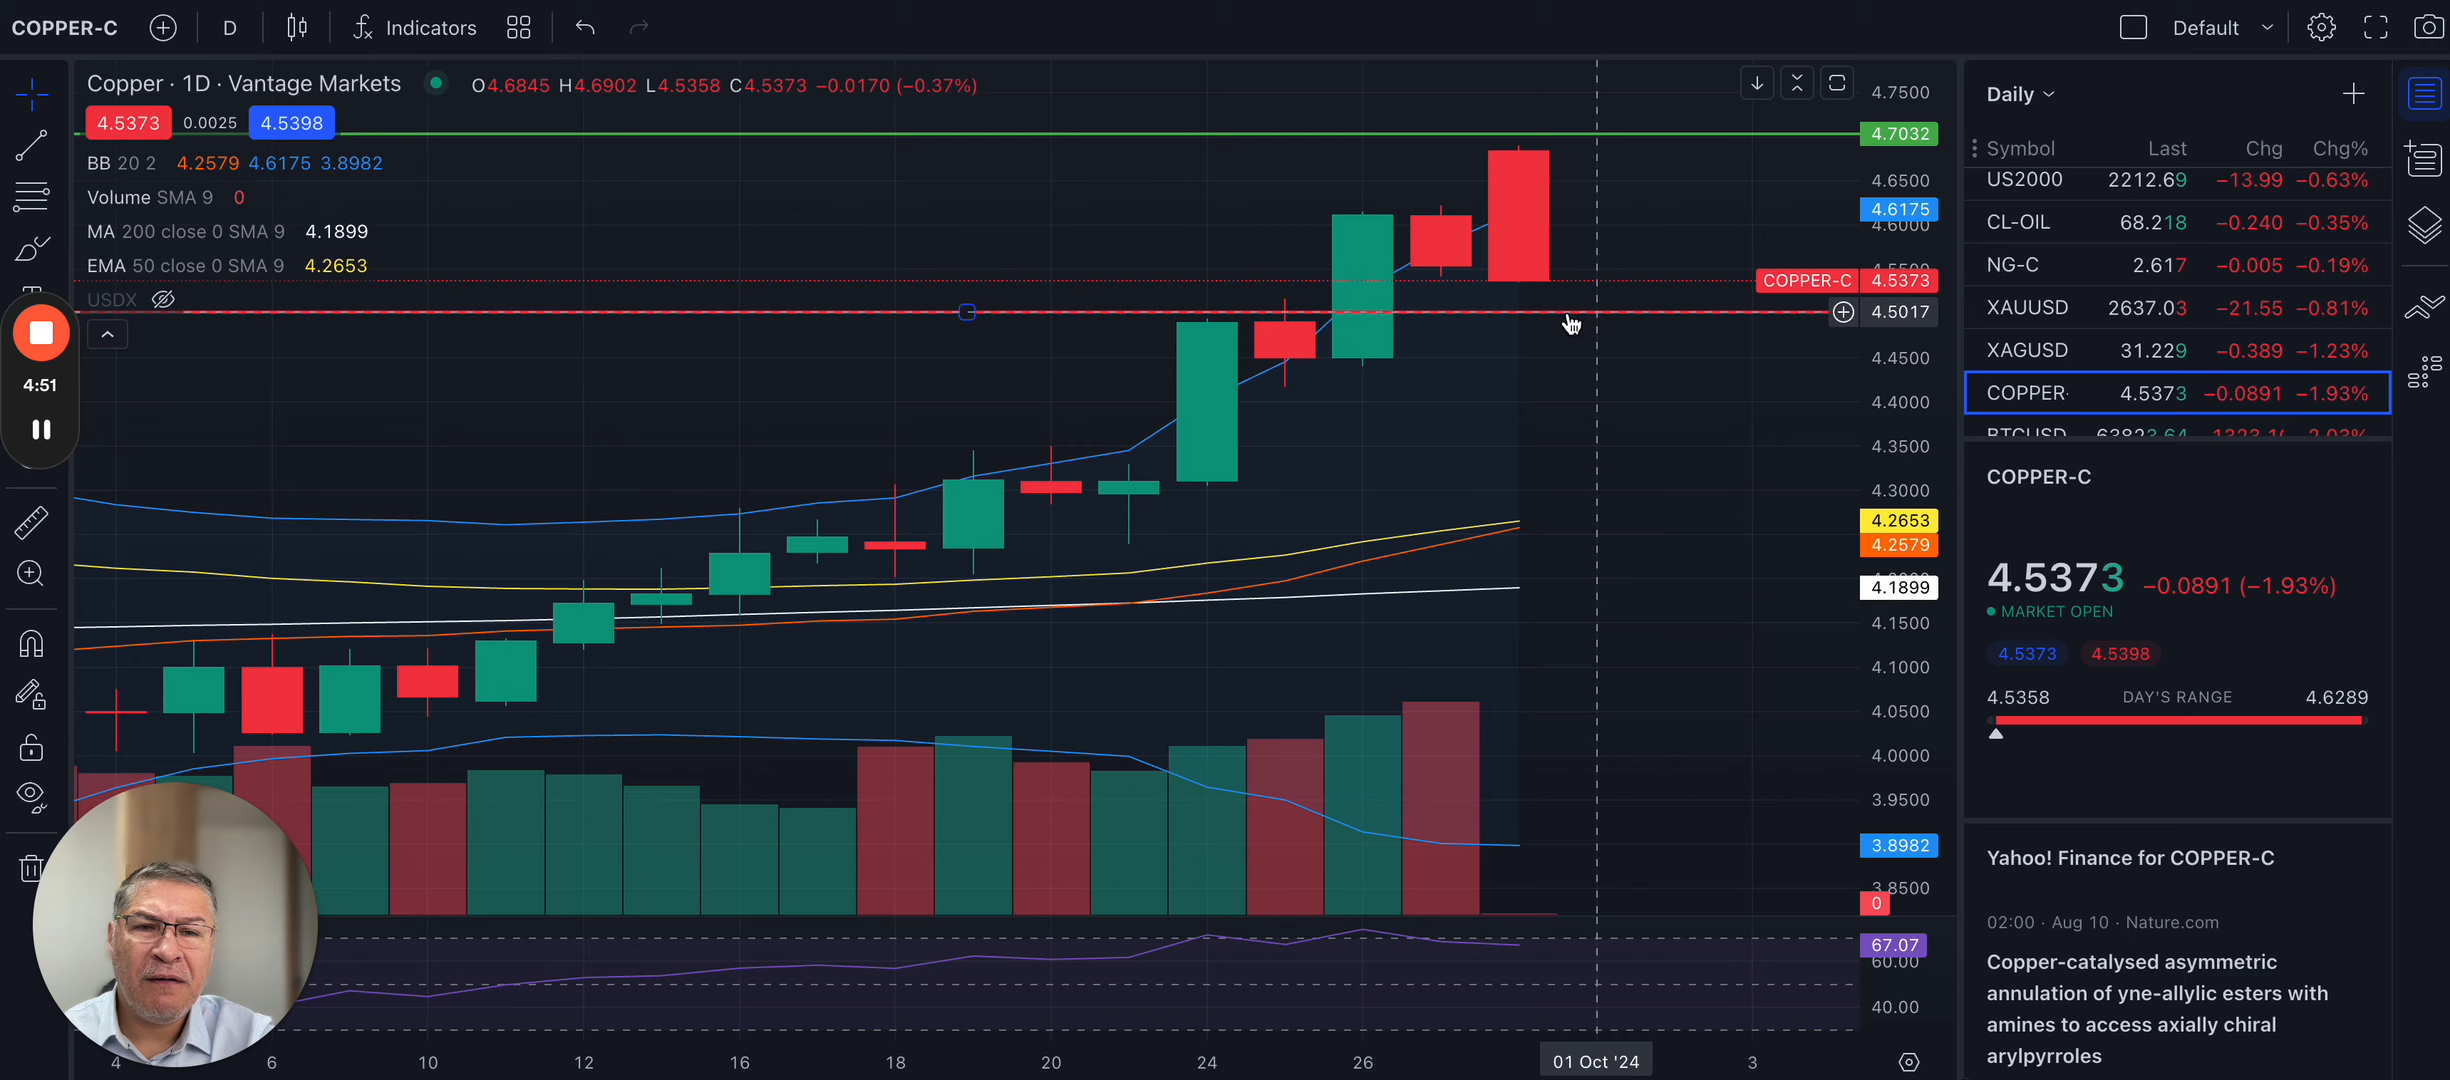 COPPER-C D Indicators Default
Copper · 1D · Vantage Markets O4.6845 H4.6902 L4.5358 C4.5373 −0.0170 (−0.37%)
4.5373 0.0025 4.5398
BB 20 2 4.2579 4.6175 3.8982
Volume SMA 9 0
MA 200 close 0 SMA 9 4.1899
EMA 50 close 0 SMA 9 4.2653
USDX
4:51
4.7500
4.7032
4.6500
4.6175
4.6000
COPPER-C 4.5373
4.5017
4.4500
4.4000
4.3500
4.3000
4.2653
4.2579
4.1899
4.1500
4.1000
4.0500
4.0000
3.9500
3.8982
3.8500
0
67.07
60.00
40.00
4 6 10 12 16 18 20 24 26 01 Oct '24 3
Daily
Symbol Last Chg Chg%
US2000 2212.69 −13.99 −0.63%
CL-OIL 68.218 −0.240 −0.35%
NG-C 2.617 −0.005 −0.19%
XAUUSD 2637.03 −21.55 −0.81%
XAGUSD 31.229 −0.389 −1.23%
COPPER- 4.5373 −0.0891 −1.93%
BTCUSD
COPPER-C
4.5373 −0.0891 (−1.93%)
MARKET OPEN
4.5373 4.5398
4.5358 DAY'S RANGE 4.6289
Yahoo! Finance for COPPER-C
02:00 · Aug 10 · Nature.com
Copper-catalysed asymmetric
annulation of yne-allylic esters with
amines to access axially chiral
arylpyrroles